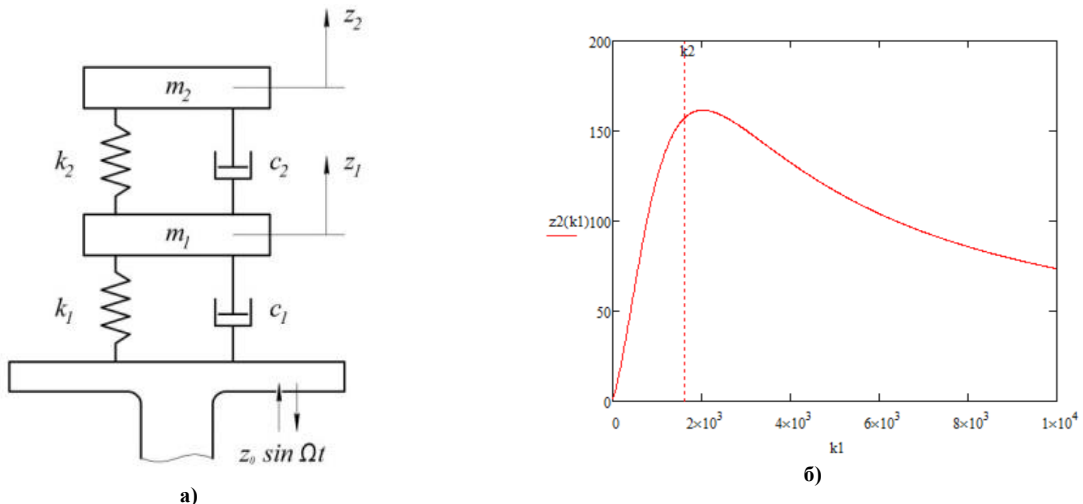 z₂
m₂
k₂
c₂
z₁
m₁
k₁
c₁
z₀ sin Ωt
а)
200
150
100
50
0
k2
z2(k1)
0
2×10³
4×10³
6×10³
8×10³
1×10⁴
k1
б)